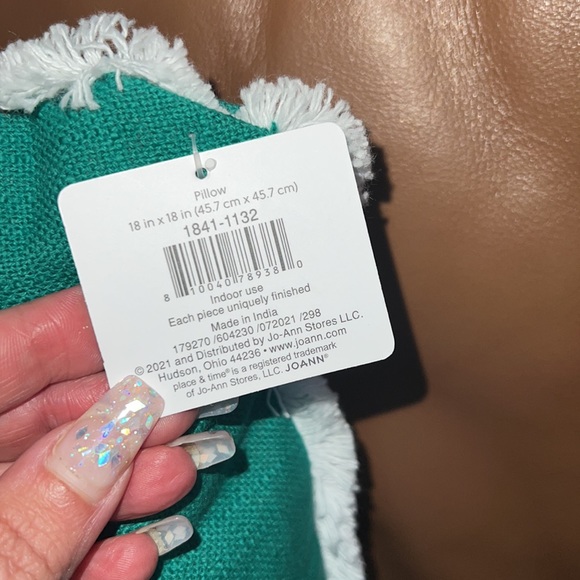 Pillow
18 in x 18 in (45.7 cm x 45.7 cm)
1841-1132
8 10040 78938 0
Indoor use
Each piece uniquely finished
Made in India
179270 /604230 /072021 /298
© 2021 and Distributed by Jo-Ann Stores LLC.
Hudson, Ohio 44236 • www.joann.com
place & time® is a registered trademark
of Jo-Ann Stores, LLC. JOANN®